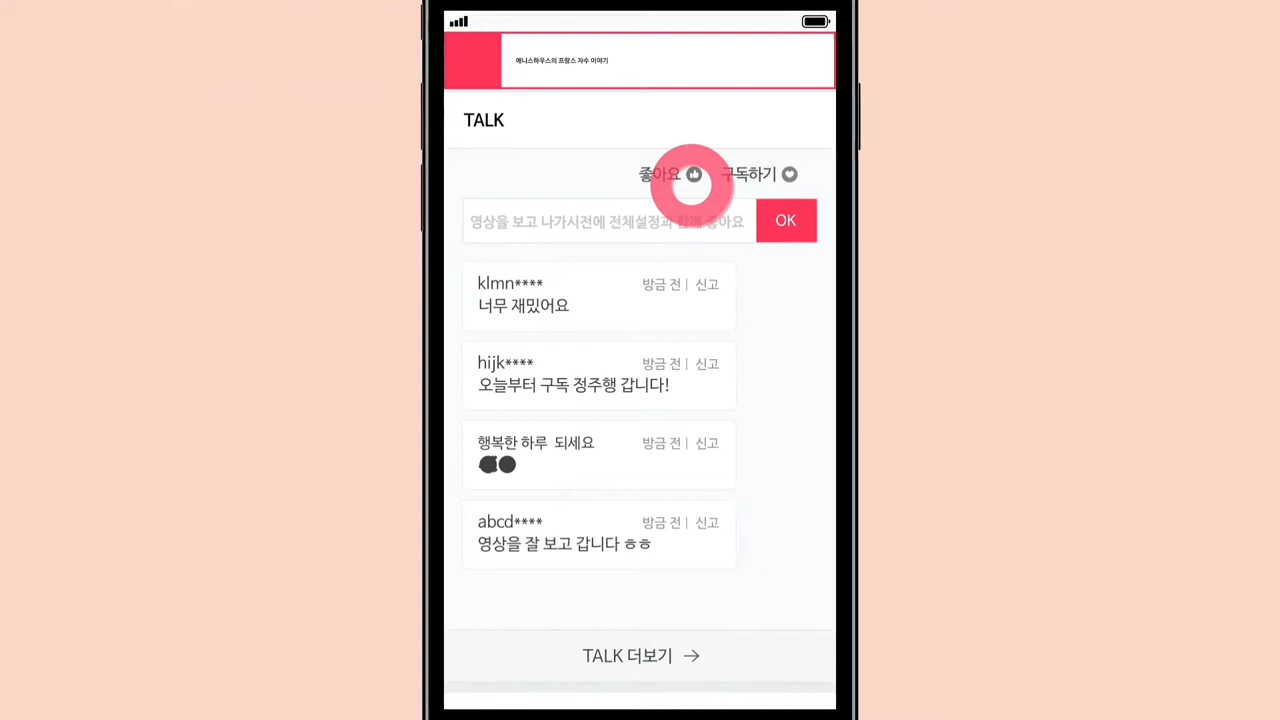 애니스하우스의 프랑스 자수 이야기
TALK
좋아요 구독하기
영상을 보고 나가시전에 전체설정과 함께 좋아요 OK
klmn**** 방금 전 | 신고
너무 재밌어요
hijk**** 방금 전 | 신고
오늘부터 구독 정주행 갑니다!
행복한 하루 되세요 방금 전 | 신고
abcd**** 방금 전 | 신고
영상을 잘 보고 갑니다 ㅎㅎ
TALK 더보기 →